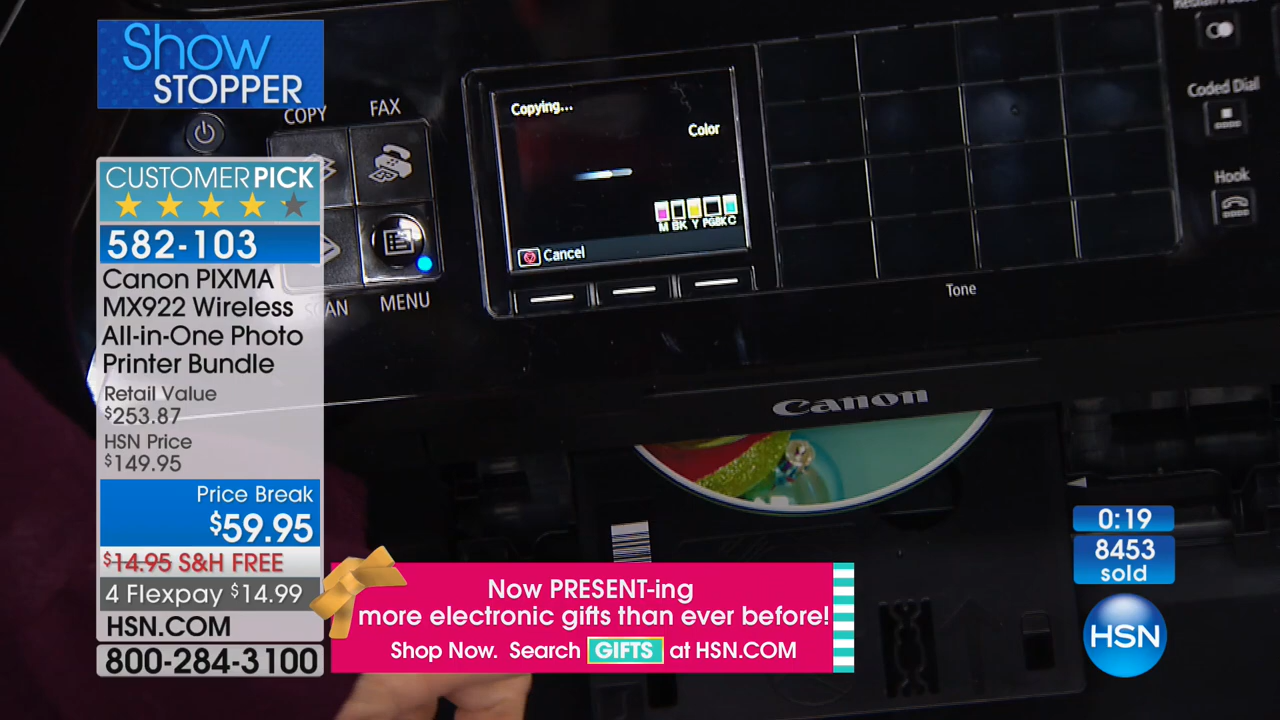 Show
STOPPER
CUSTOMER PICK
582-103
Canon PIXMA
MX922 Wireless
All-in-One Photo
Printer Bundle
Retail Value
$253.87
HSN Price
$149.95
Price Break
$59.95
$14.95 S&H FREE
4 Flexpay $14.99
HSN.COM
800-284-3100
COPY
FAX
MENU
Copying...
Color
M BK Y PGBK C
Cancel
Coded Dial
Hook
Tone
Canon
Now PRESENT-ing
more electronic gifts than ever before!
Shop Now. Search GIFTS at HSN.COM
0:19
8453
sold
HSN